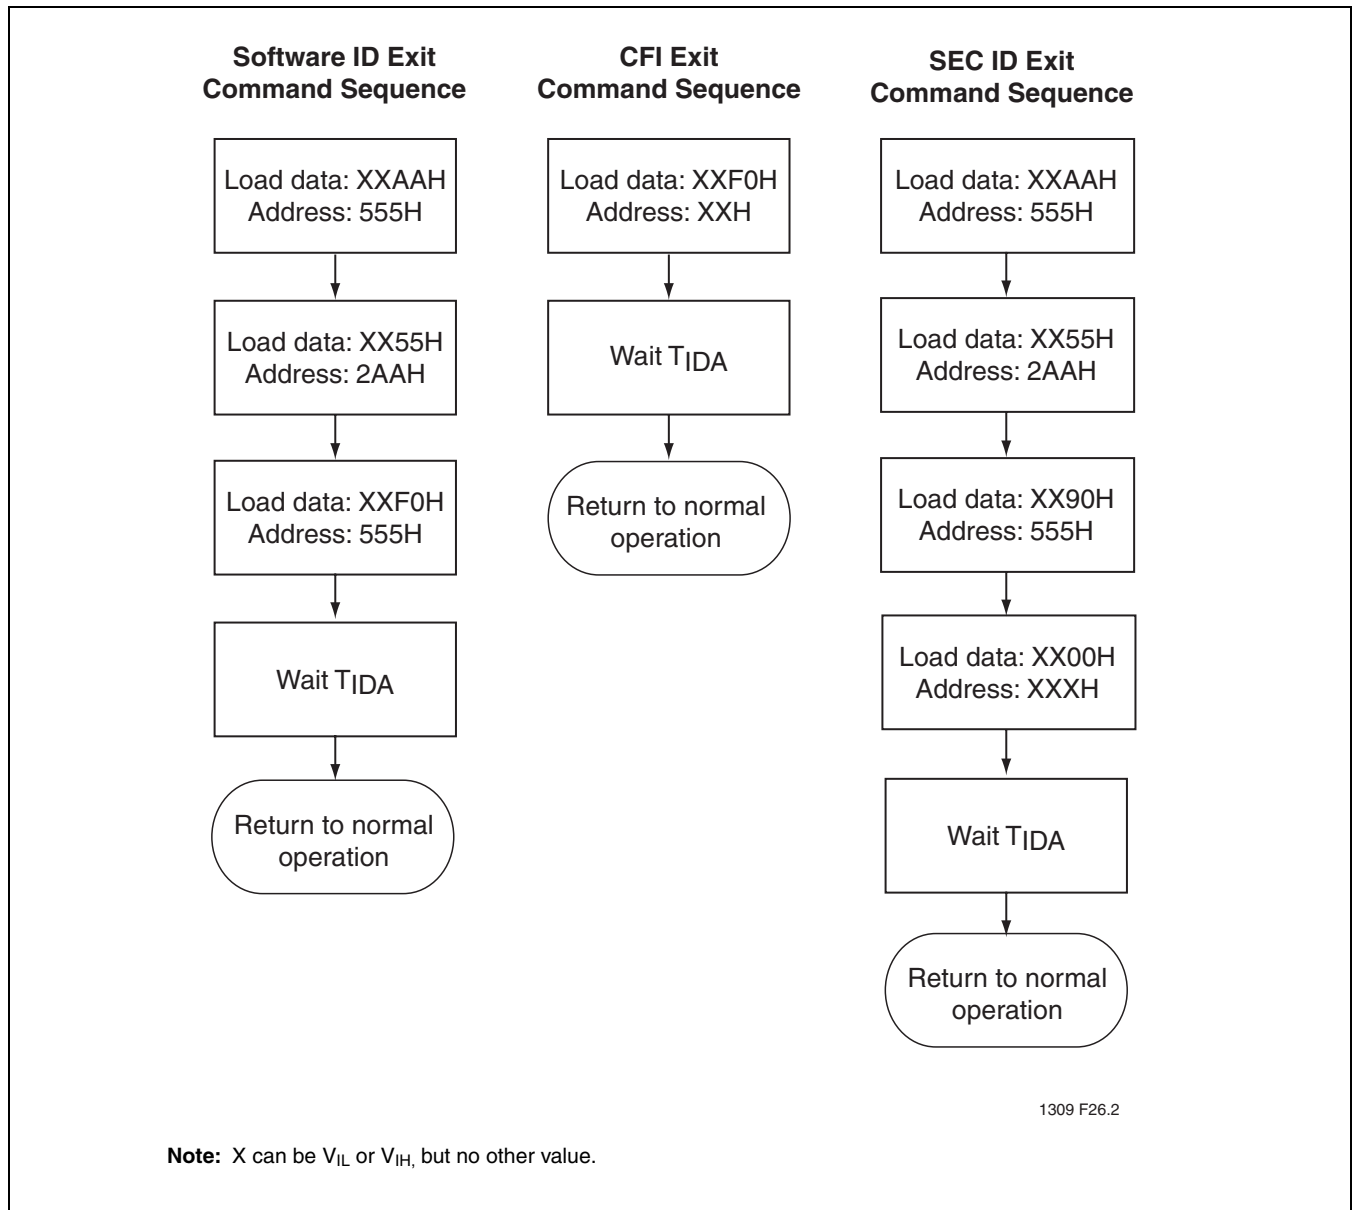 Software ID Exit
Command Sequence
Load data: XXAAH
Address: 555H
Load data: XX55H
Address: 2AAH
Load data: XXF0H
Address: 555H
Wait TIDA
Return to normal
operation
CFI Exit
Command Sequence
Load data: XXF0H
Address: XXH
Wait TIDA
Return to normal
operation
SEC ID Exit
Command Sequence
Load data: XXAAH
Address: 555H
Load data: XX55H
Address: 2AAH
Load data: XX90H
Address: 555H
Load data: XX00H
Address: XXXH
Wait TIDA
Return to normal
operation
1309 F26.2
Note: X can be VIL or VIH, but no other value.